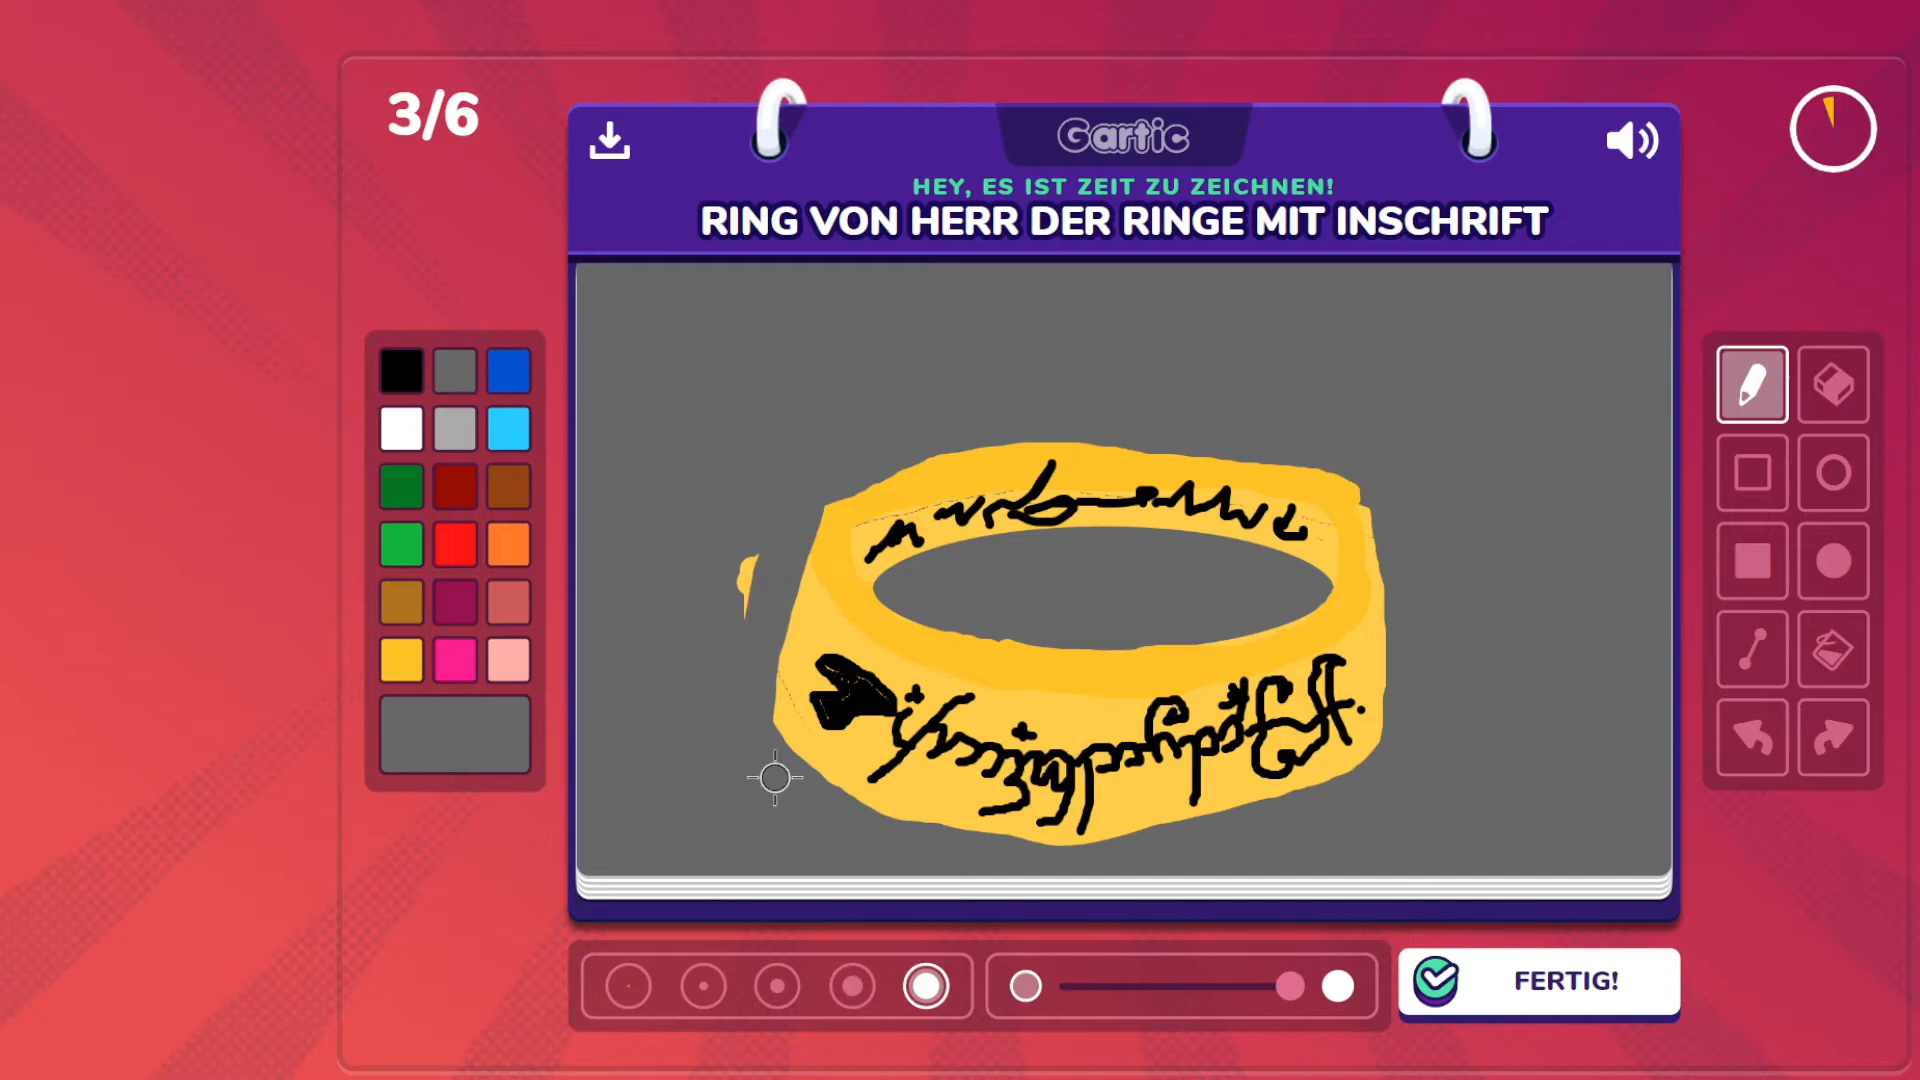 3/6
Gartic
HEY, ES IST ZEIT ZU ZEICHNEN!
RING VON HERR DER RINGE MIT INSCHRIFT
FERTIG!